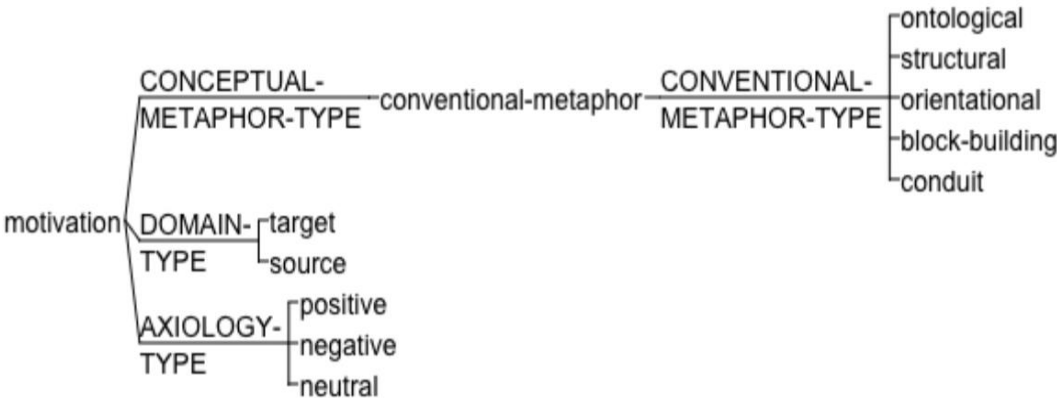 ontological
structural
CONCEPTUAL-
METAPHOR-TYPE
conventional-metaphor
CONVENTIONAL-
METAPHOR-TYPE
orientational
block-building
conduit
motivation
DOMAIN-
TYPE
target
source
AXIOLOGY-
TYPE
positive
negative
neutral